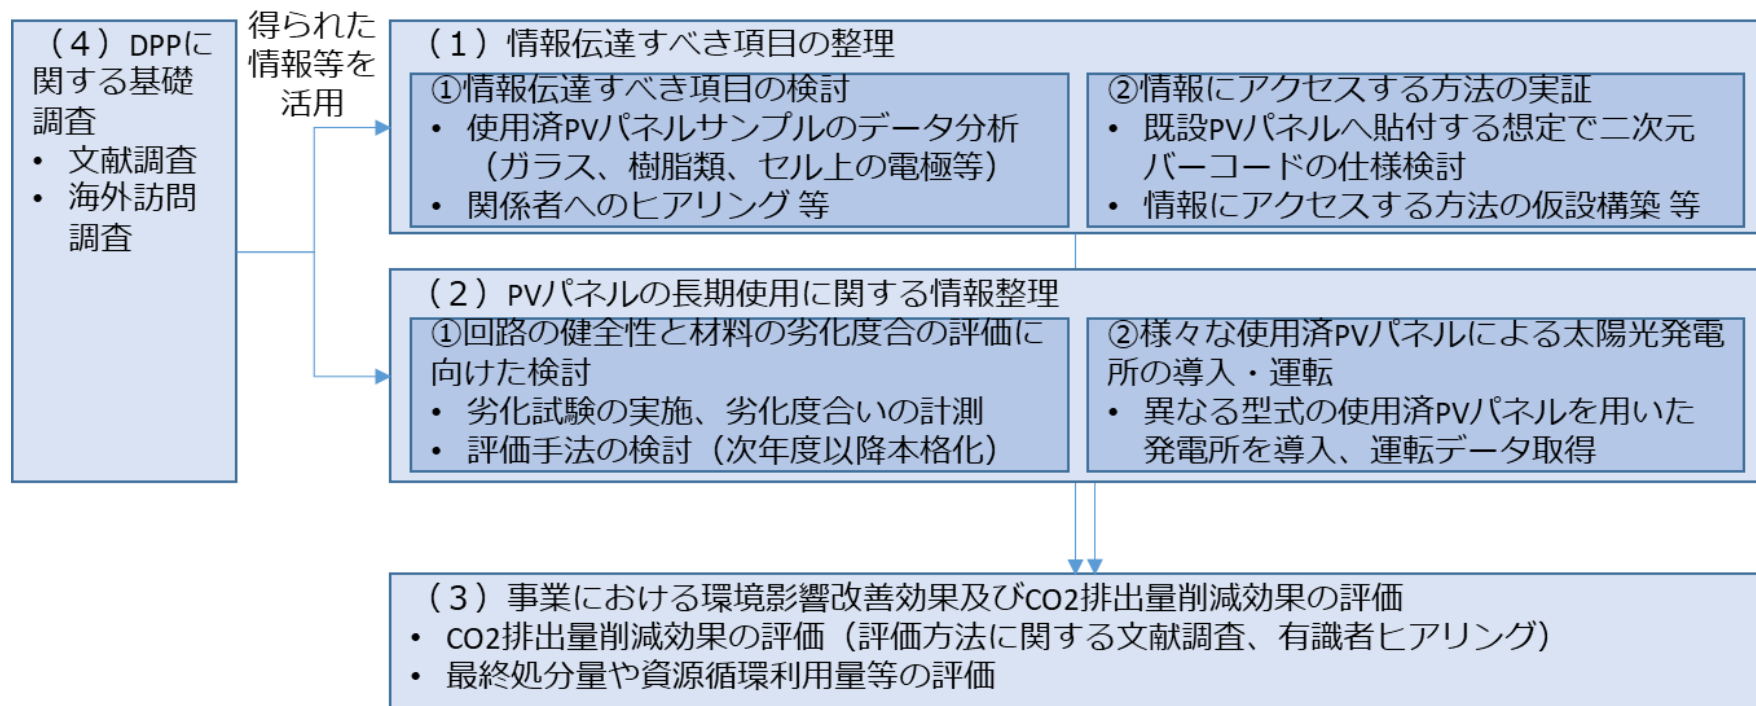 （４）DPPに
関する基礎
調査
• 文献調査
• 海外訪問
調査
得られた
情報等を
活用
（１）情報伝達すべき項目の整理
①情報伝達すべき項目の検討
• 使用済PVパネルサンプルのデータ分析
（ガラス、樹脂類、セル上の電極等）
• 関係者へのヒアリング 等
②情報にアクセスする方法の実証
• 既設PVパネルへ貼付する想定で二次元
バーコードの仕様検討
• 情報にアクセスする方法の仮設構築 等
（２）PVパネルの長期使用に関する情報整理
①回路の健全性と材料の劣化度合の評価に
向けた検討
• 劣化試験の実施、劣化度合いの計測
• 評価手法の検討（次年度以降本格化）
②様々な使用済PVパネルによる太陽光発電
所の導入・運転
• 異なる型式の使用済PVパネルを用いた
発電所を導入、運転データ取得
（３）事業における環境影響改善効果及びCO2排出量削減効果の評価
• CO2排出量削減効果の評価（評価方法に関する文献調査、有識者ヒアリング）
• 最終処分量や資源循環利用量等の評価